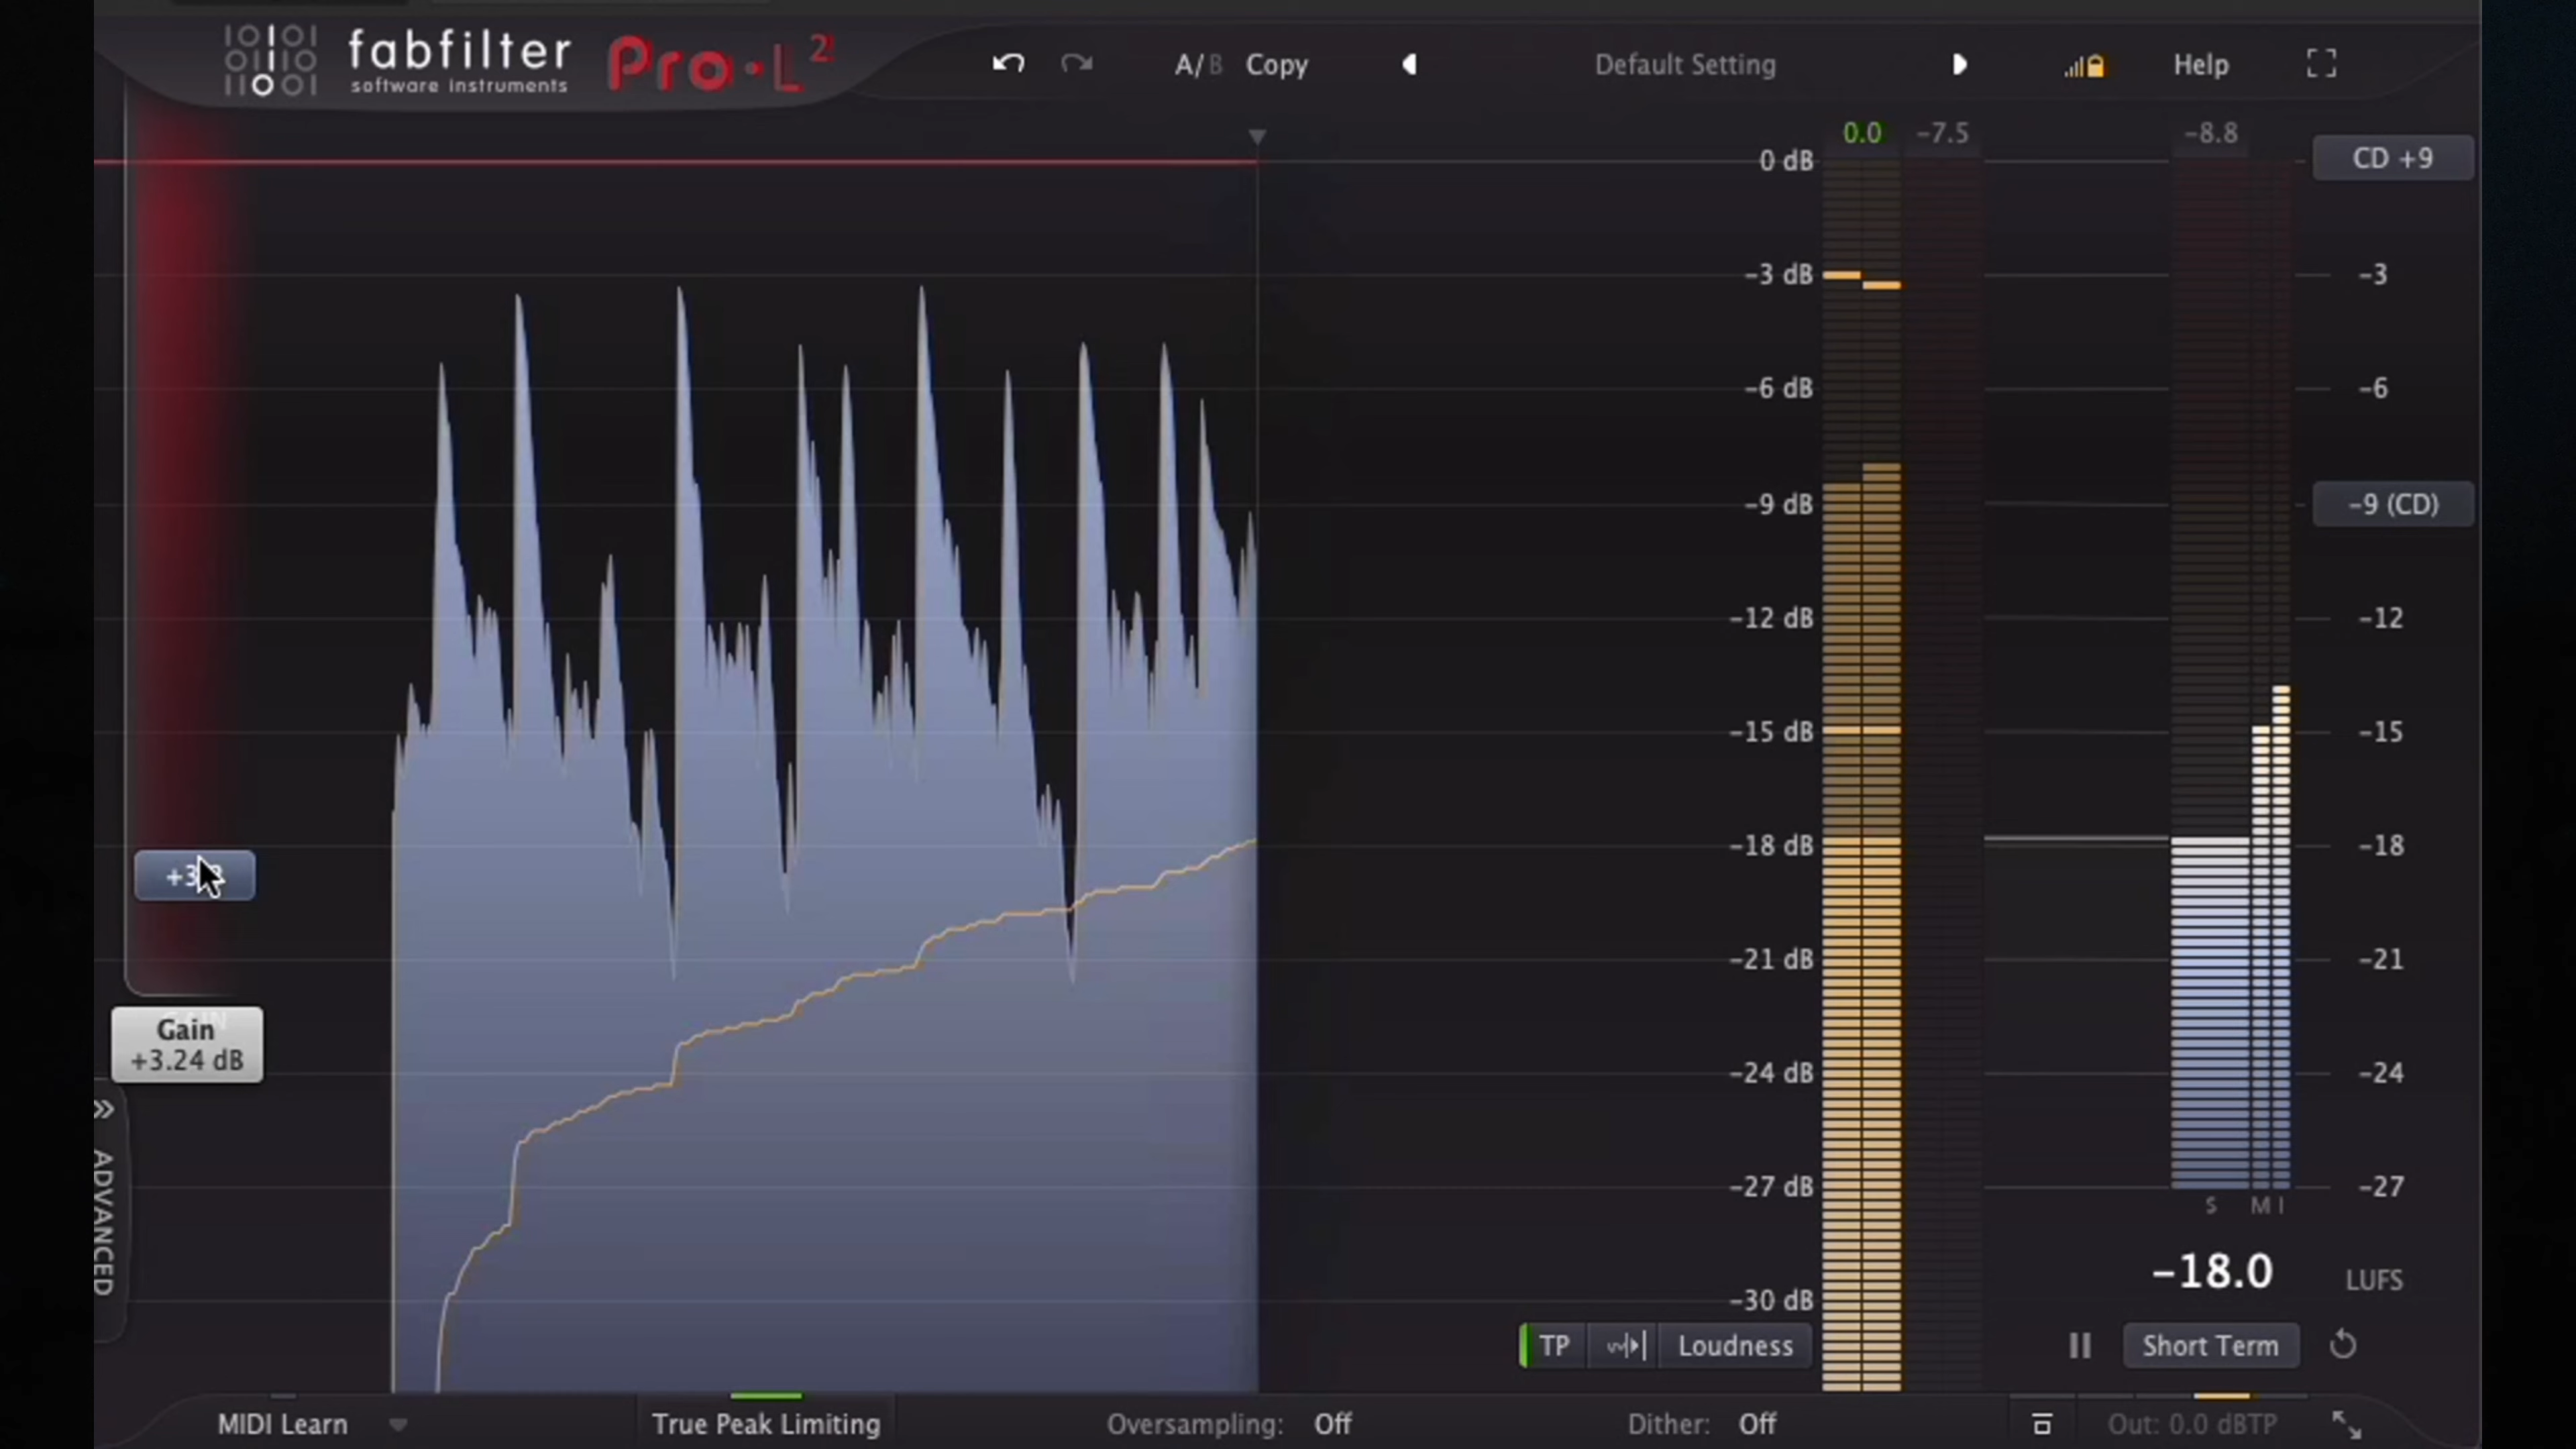 fabfilter
software instruments
Pro·L²
A/B Copy
Default Setting
Help
0.0 -7.5
-8.8
0 dB
-3 dB
-6 dB
-9 dB
-12 dB
-15 dB
-18 dB
-21 dB
-24 dB
-27 dB
-30 dB
CD +9
-3
-6
-9 (CD)
-12
-15
-18
-21
-24
-27
S M I
-18.0 LUFS
Gain
+3.24 dB
ADVANCED
TP Loudness
Short Term
MIDI Learn
True Peak Limiting
Oversampling: Off
Dither: Off
Out: 0.0 dBTP